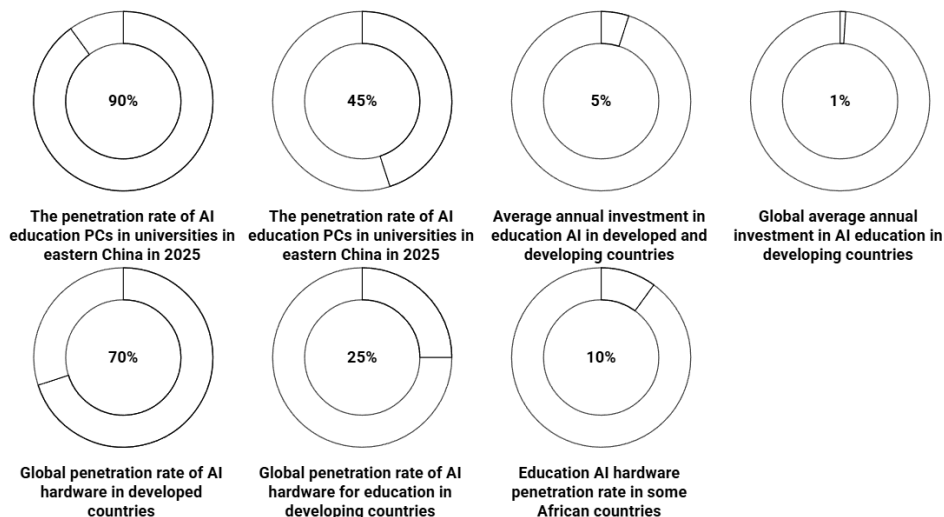 90%
The penetration rate of AI
education PCs in universities in
eastern China in 2025
45%
The penetration rate of AI
education PCs in universities in
eastern China in 2025
5%
Average annual investment in
education AI in developed and
developing countries
1%
Global average annual
investment in AI education in
developing countries
70%
Global penetration rate of AI
hardware in developed
countries
25%
Global penetration rate of AI
hardware for education in
developing countries
10%
Education AI hardware
penetration rate in some
African countries